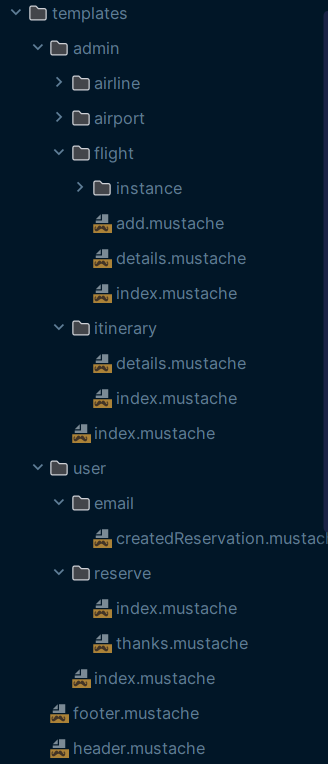 templates
admin
airline
airport
flight
instance
add.mustache
details.mustache
index.mustache
itinerary
details.mustache
index.mustache
index.mustache
user
email
createdReservation.mustac
reserve
index.mustache
thanks.mustache
index.mustache
footer.mustache
header.mustache